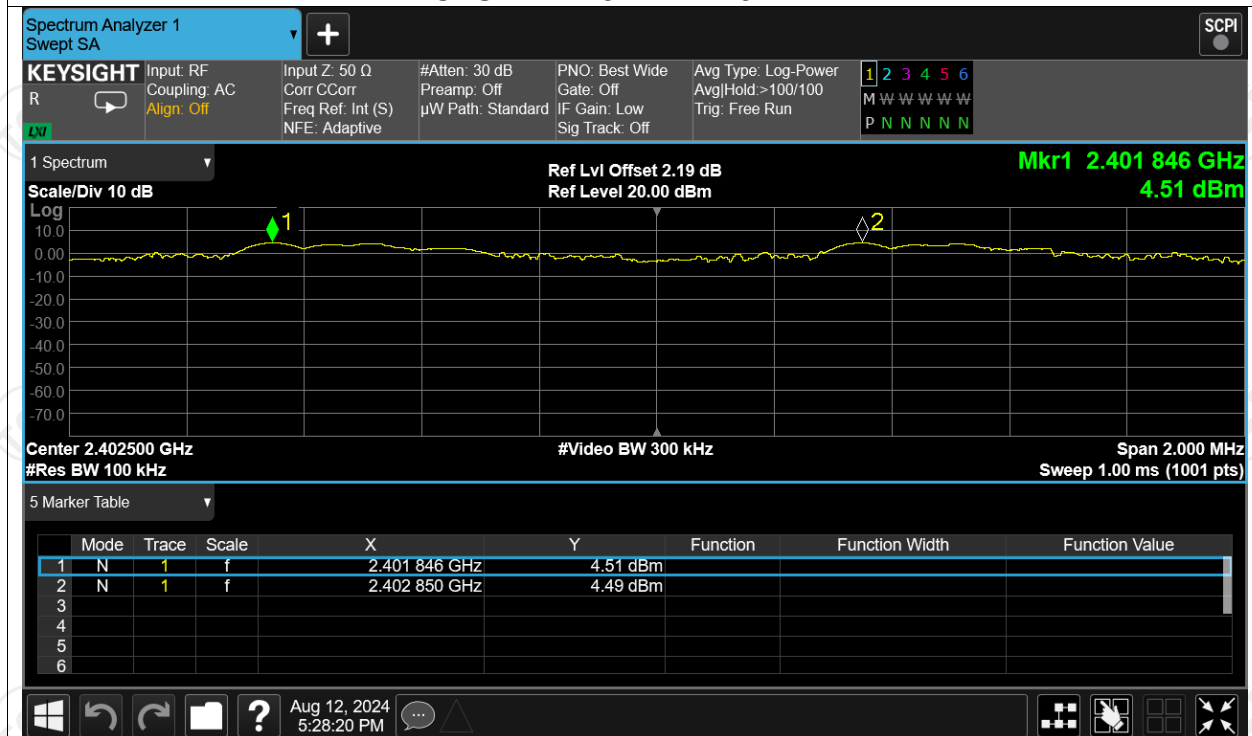 Spectrum Analyzer 1
Swept SA
+
SCPI
KEYSIGHT
R
LXI
Input: RF
Coupling: AC
Align: Off
Input Z: 50 Ω
Corr CCorr
Freq Ref: Int (S)
NFE: Adaptive
#Atten: 30 dB
Preamp: Off
µW Path: Standard
PNO: Best Wide
Gate: Off
IF Gain: Low
Sig Track: Off
Avg Type: Log-Power
Avg|Hold:>100/100
Trig: Free Run
1 2 3 4 5 6
M W W W W W
P N N N N N
1 Spectrum
Scale/Div 10 dB
Ref Lvl Offset 2.19 dB
Ref Level 20.00 dBm
Mkr1 2.401 846 GHz
4.51 dBm
Log
1
2
10.0
0.00
-10.0
-20.0
-30.0
-40.0
-50.0
-60.0
-70.0
Center 2.402500 GHz
#Video BW 300 kHz
Span 2.000 MHz
#Res BW 100 kHz
Sweep 1.00 ms (1001 pts)
5 Marker Table
Mode Trace Scale X Y Function Function Width Function Value
1 N 1 f 2.401 846 GHz 4.51 dBm
2 N 1 f 2.402 850 GHz 4.49 dBm
3
4
5
6
?
Aug 12, 2024
5:28:20 PM